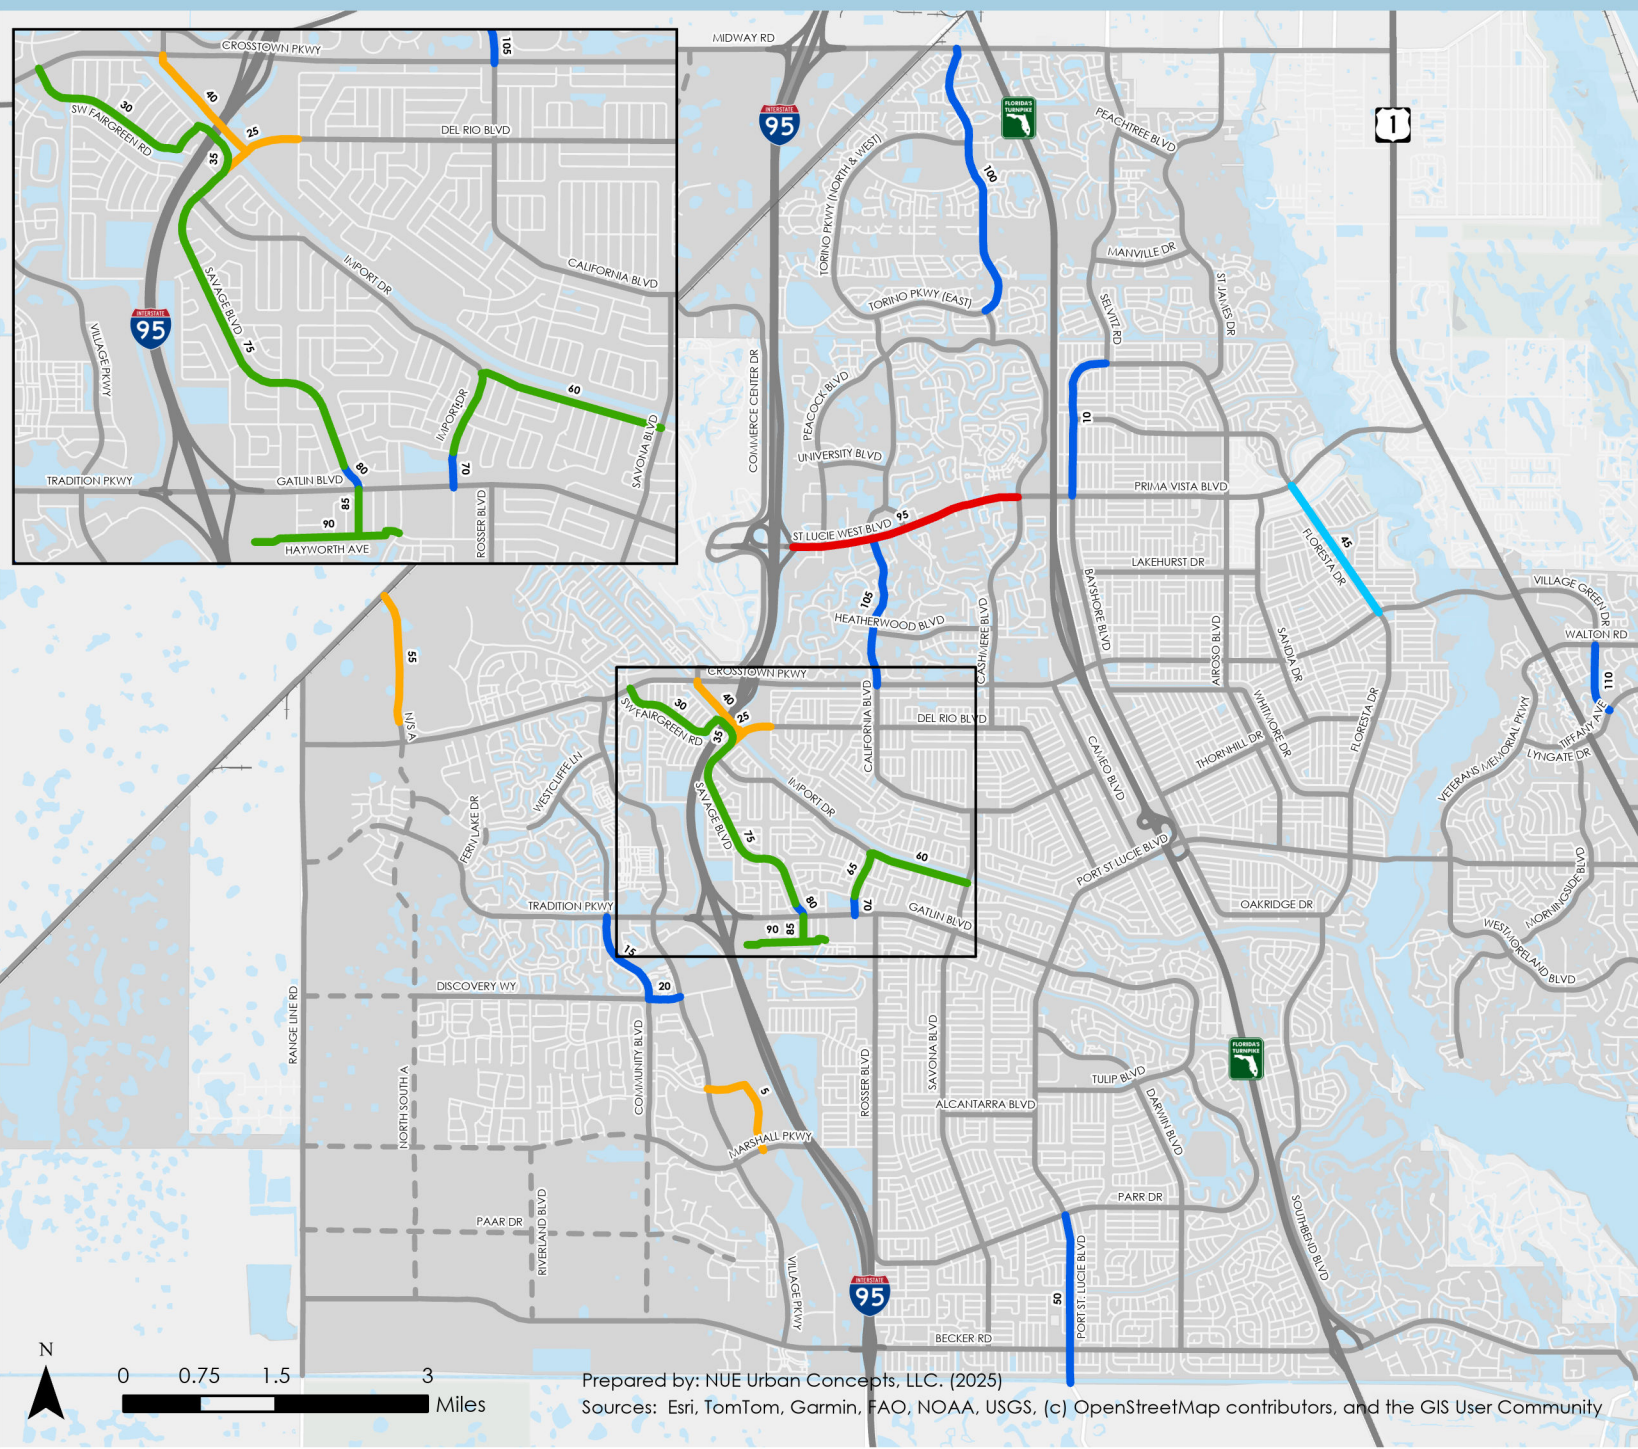 CROSSTOWN PKWY
105
40
30
SW FAIRGREEN RD
25
DEL RIO BLVD
35
IMPORT DR
CALIFORNIA BLVD
SAVAGE BLVD
INTERSTATE
95
VILLAGE PKWY
75
60
IMPORT DR
SAVONA BLVD
80
70
TRADITION PKWY
GATLIN BLVD
85
90
HAYWORTH AVE
ROSSER BLVD
MIDWAY RD
INTERSTATE
95
FLORIDA'S
TURNPIKE
PEACHTREE BLVD
1
TORINO PKWY (NORTH & WEST)
100
MANVILLE DR
ST JAMES DR
TORINO PKWY (EAST)
SELVITZ RD
COMMERCE CENTER DR
PEACOCK BLVD
10
UNIVERSITY BLVD
PRIMA VISTA BLVD
95
ST LUCIE WEST BLVD
45
FLORESTA DR
LAKEHURST DR
105
HEATHERWOOD BLVD
CASHMERE BLVD
BAYSHORE BLVD
AIROSO BLVD
SANDIA DR
VILLAGE GREEN DR
WALTON RD
110
55
N/S A
CROSSTOWN PKWY
40
30
25
SW FAIRGREEN RD
35
DEL RIO BLVD
CALIFORNIA BLVD
WHITMORE DR
FLORESTA DR
THORNHILL DR
CAMEO BLVD
TIFFANY AVE
LYNGATE DR
VETERANS MEMORIAL PKWY
WESTCLIFFE LN
IMPORT DR
SAVAGE BLVD
75
FERN LAKE DR
60
65
PORT ST LUCIE BLVD
MORNINGSIDE BLVD
TRADITION PKWY
80
70
GATLIN BLVD
OAKRIDGE DR
90
85
WESTMORELAND BLVD
15
20
DISCOVERY WY
RANGE LINE RD
COMMUNITY BLVD
SAVONA BLVD
ROSSER BLVD
FLORIDA'S
TURNPIKE
NORTH SOUTH A
5
TULIP BLVD
ALCANTARRA BLVD
DARWIN BLVD
MARSHALL PKWY
PARR DR
PAAR DR
RIVERLAND BLVD
VILLAGE PKWY
SOUTHBEND BLVD
PORT ST. LUCIE BLVD
50
INTERSTATE
95
BECKER RD
N
0 0.75 1.5 3
Miles
Prepared by: NUE Urban Concepts, LLC. (2025)
Sources: Esri, TomTom, Garmin, FAO, NOAA, USGS, (c) OpenStreetMap contributors, and the GIS User Community